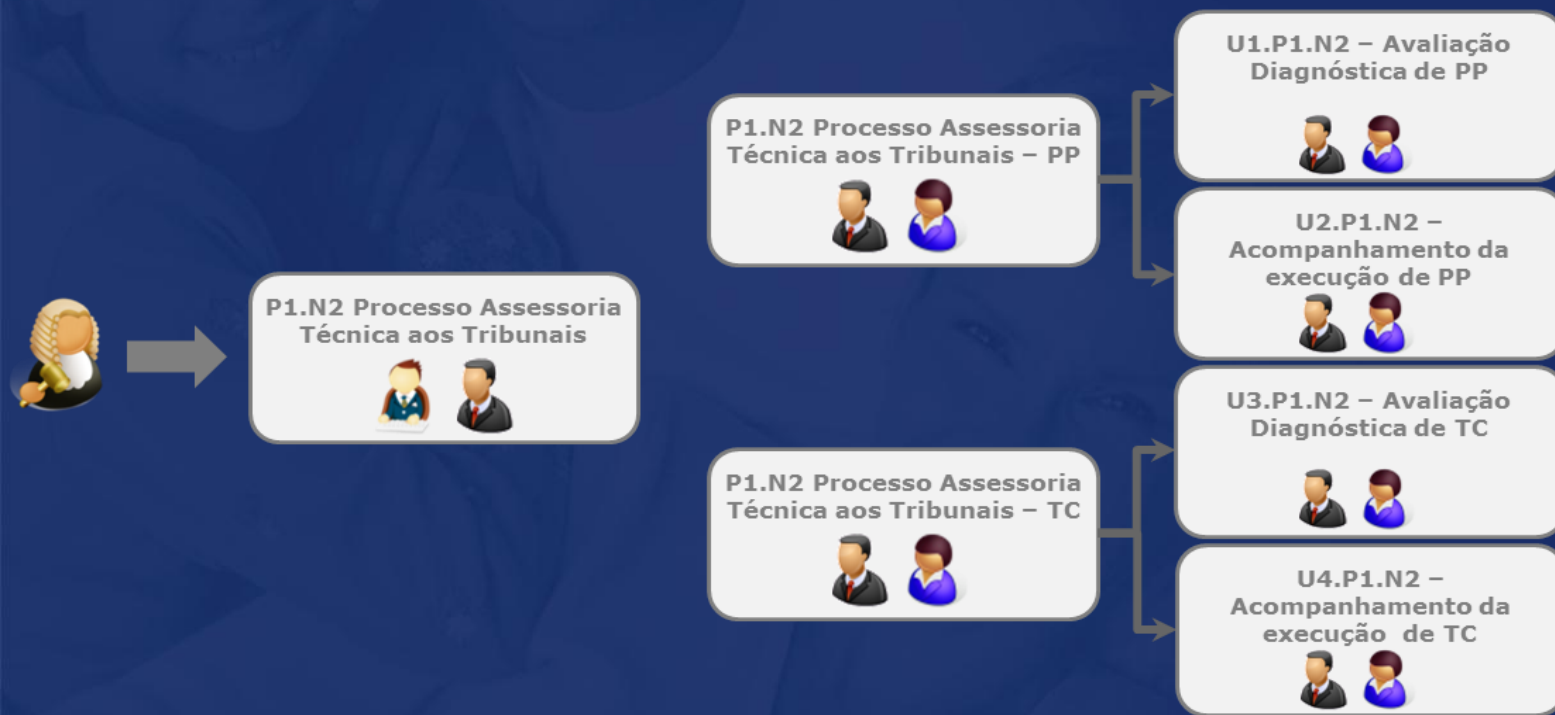 P1.N2 Processo Assessoria
Técnica aos Tribunais
P1.N2 Processo Assessoria
Técnica aos Tribunais – PP
U1.P1.N2 – Avaliação
Diagnóstica de PP
U2.P1.N2 –
Acompanhamento da
execução de PP
P1.N2 Processo Assessoria
Técnica aos Tribunais – TC
U3.P1.N2 – Avaliação
Diagnóstica de TC
U4.P1.N2 –
Acompanhamento da
execução  de TC